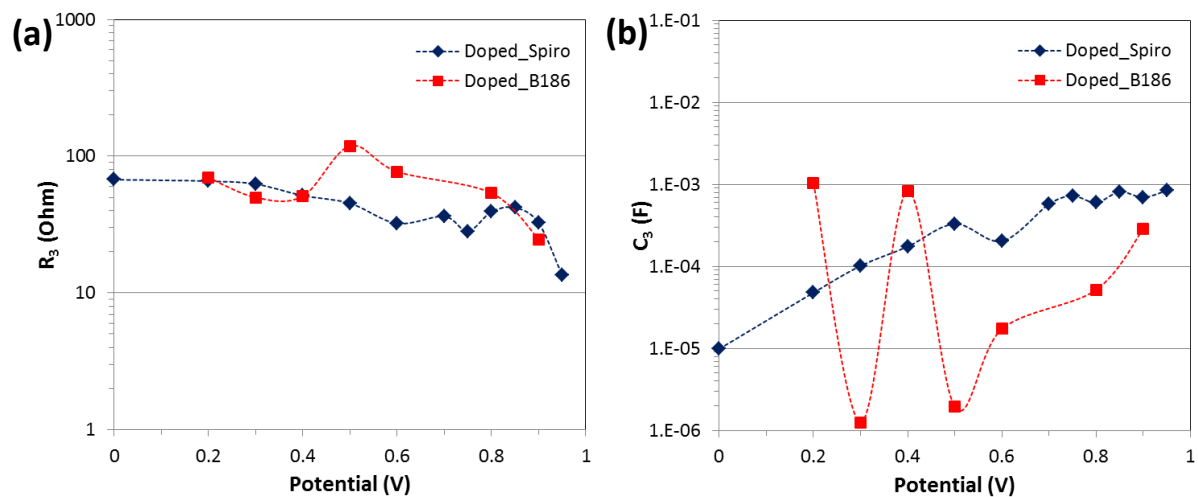 (a)
1000
100
10
1
R3 (Ohm)
Doped_Spiro
Doped_B186
0 0.2 0.4 0.6 0.8 1
Potential (V)
(b)
1.E-01
1.E-02
1.E-03
1.E-04
1.E-05
1.E-06
C3 (F)
Doped_Spiro
Doped_B186
0 0.2 0.4 0.6 0.8 1
Potential (V)